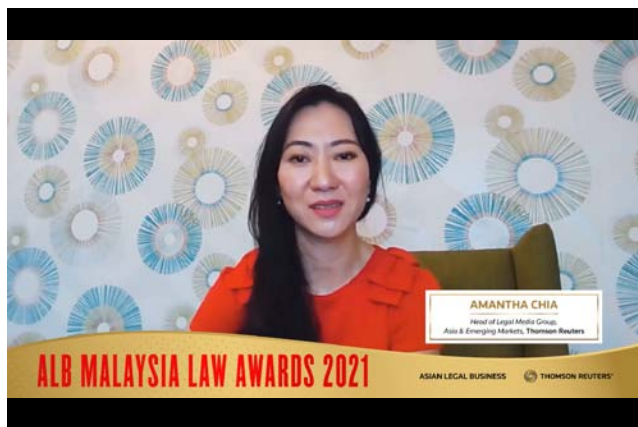 AMANTHA CHIA
Head of Legal Media Group,
Asia & Emerging Markets, Thomson Reuters
ALB MALAYSIA LAW AWARDS 2021
ASIAN LEGAL BUSINESS
THOMSON REUTERS®